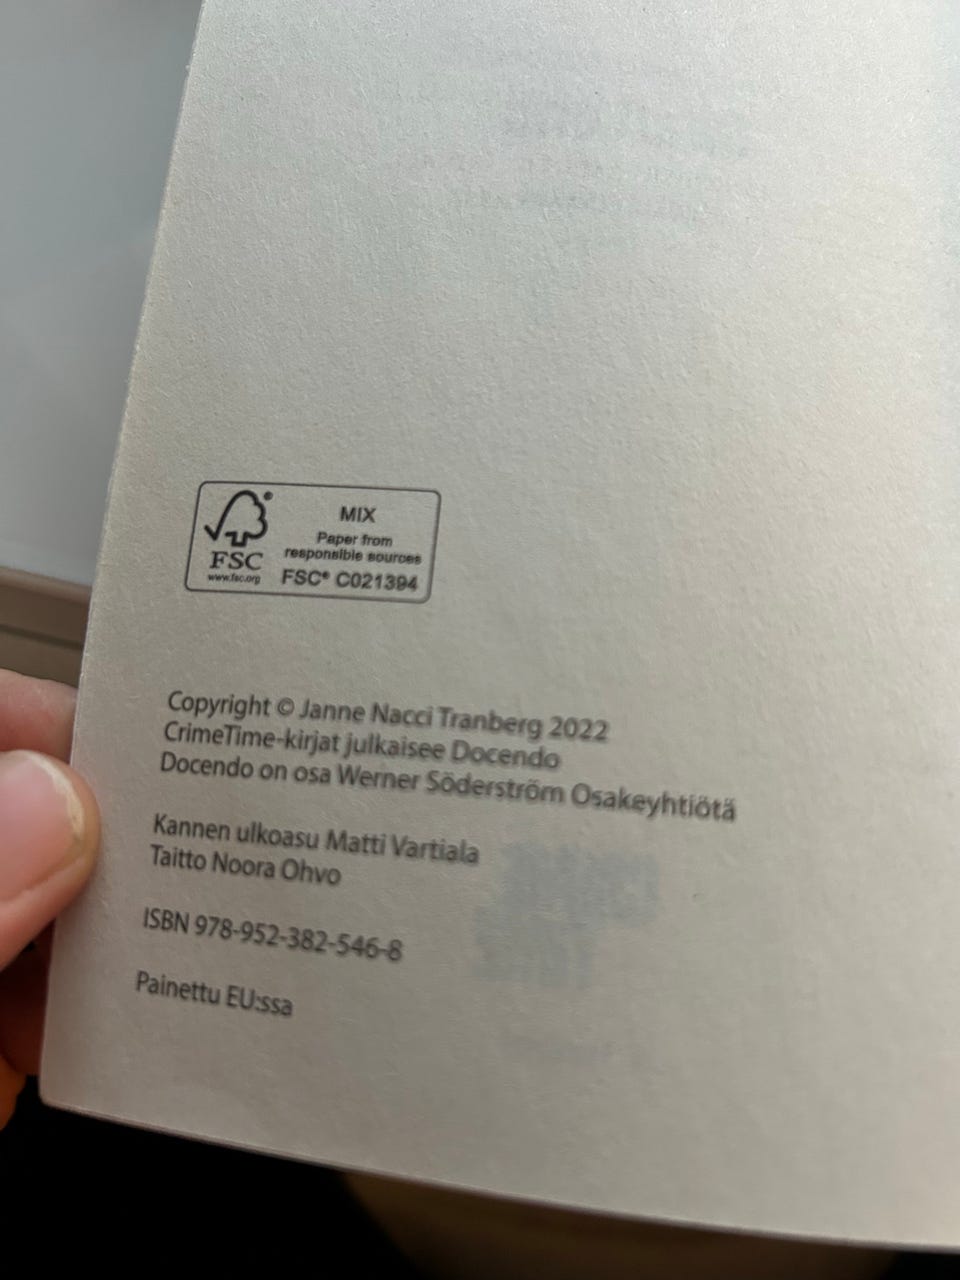 MIX
Paper from
responsible sources
FSC® C021394
FSC
www.fsc.org
Copyright © Janne Nacci Tranberg 2022
CrimeTime-kirjat julkaisee Docendo
Docendo on osa Werner Söderström Osakeyhtiötä
Kannen ulkoasu Matti Vartiala
Taitto Noora Ohvo
ISBN 978-952-382-546-8
Painettu EU:ssa